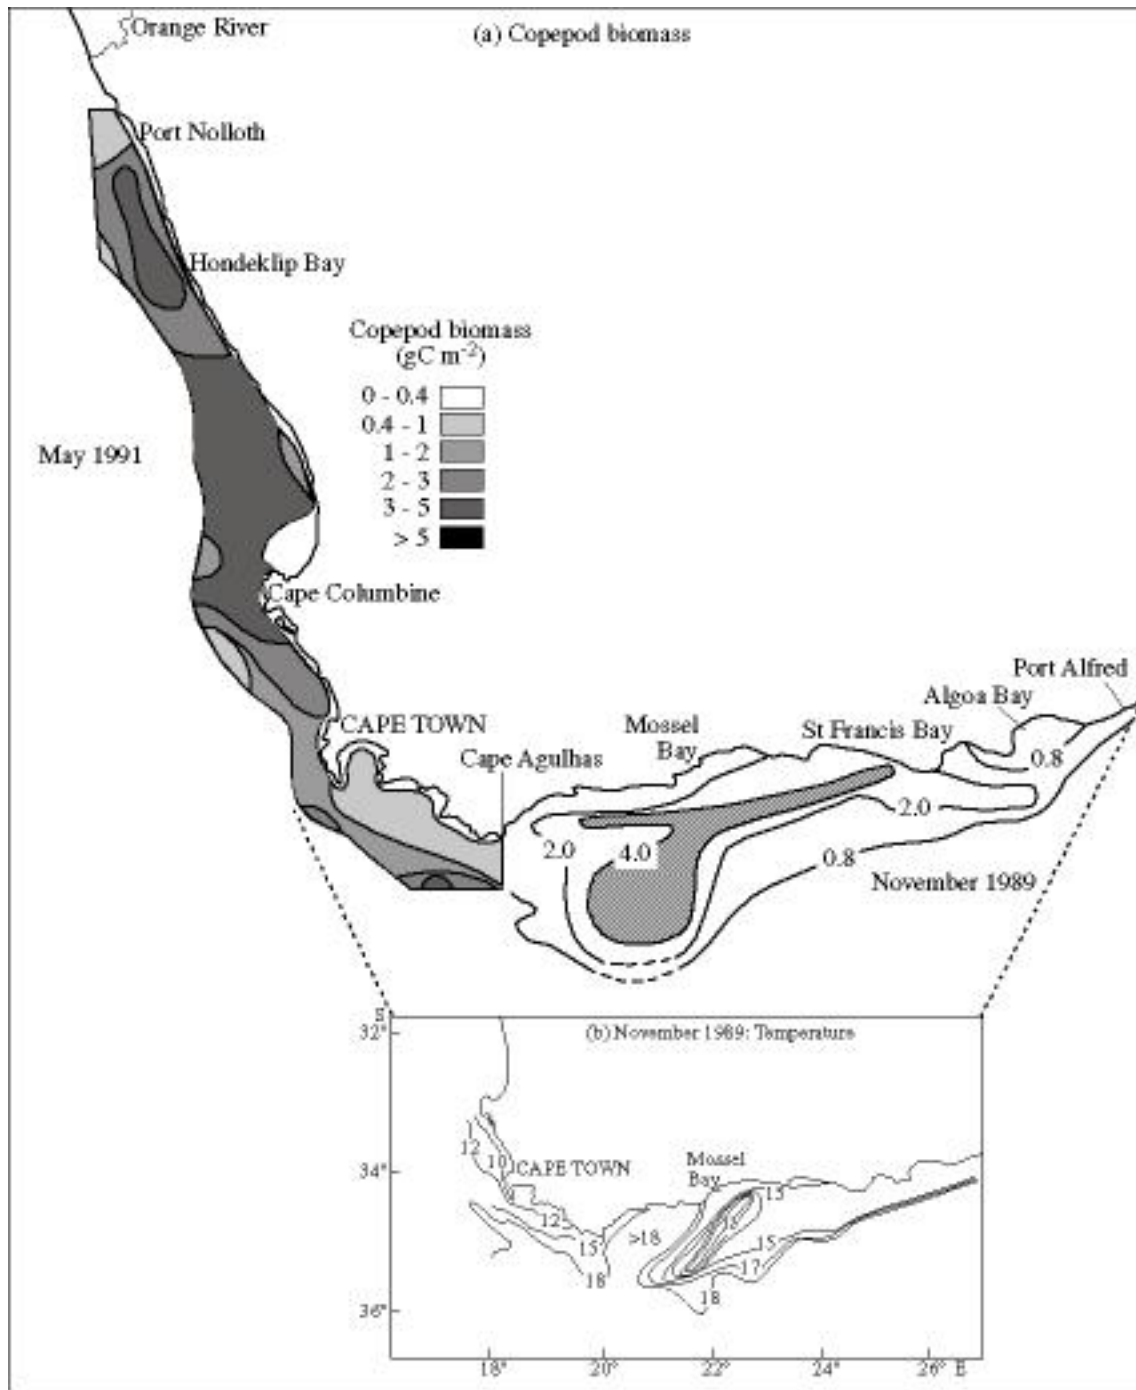 Orange River
(a) Copepod biomass
Port Nolloth
Hondeklip Bay
Copepod biomass
(gC m⁻²)
0 - 0.4
0.4 - 1
1 - 2
2 - 3
3 - 5
> 5
May 1991
Cape Columbine
CAPE TOWN
Cape Agulhas
Mossel
Bay
St Francis Bay
Algoa Bay
Port Alfred
0.8
2.0
2.0
4.0
0.8
November 1989
S
(b) November 1989: Temperature
32°
34°
36°
12
10
CAPE TOWN
Mossel
Bay
12
15
18
>18
15
15
17
18
18°
20°
22°
24°
26° E